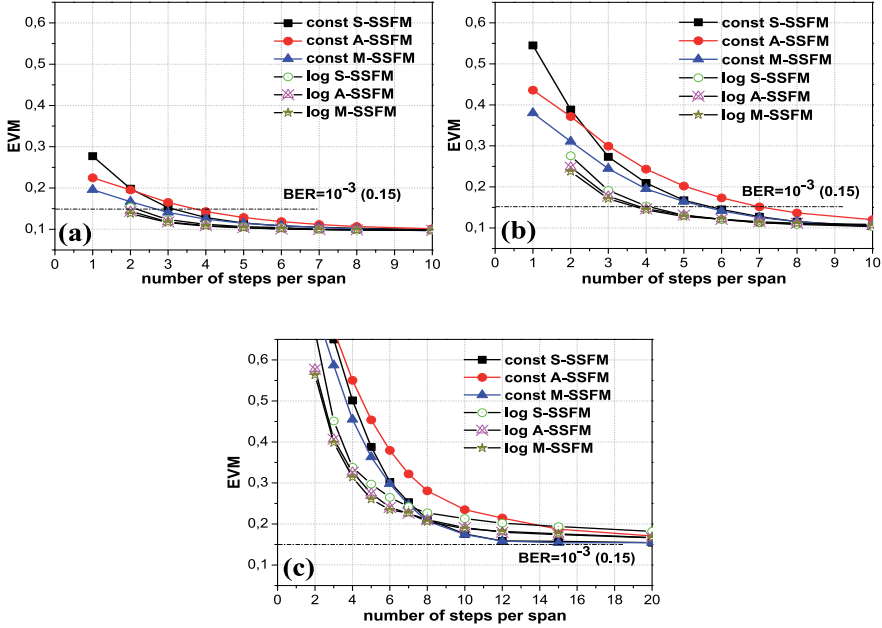 0,6
0,5
0,4
0,3
0,2
0,1
EVM
const S-SSFM
const A-SSFM
const M-SSFM
log S-SSFM
log A-SSFM
log M-SSFM
BER=10⁻³ (0.15)
(a)
0 1 2 3 4 5 6 7 8 9 10
number of steps per span
0,6
0,5
0,4
0,3
0,2
0,1
EVM
const S-SSFM
const A-SSFM
const M-SSFM
log S-SSFM
log A-SSFM
log M-SSFM
BER=10⁻³ (0.15)
(b)
0 1 2 3 4 5 6 7 8 9 10
number of steps per span
0,6
0,5
0,4
0,3
0,2
0,1
EVM
const S-SSFM
const A-SSFM
const M-SSFM
log S-SSFM
log A-SSFM
log M-SSFM
BER=10⁻³ (0.15)
(c)
0 2 4 6 8 10 12 14 16 18 20
number of steps per span